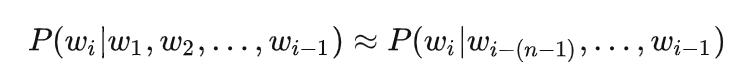 P(w_i|w_1, w_2, ..., w_{i-1}) ≈ P(w_i|w_{i-(n-1)}, ..., w_{i-1})